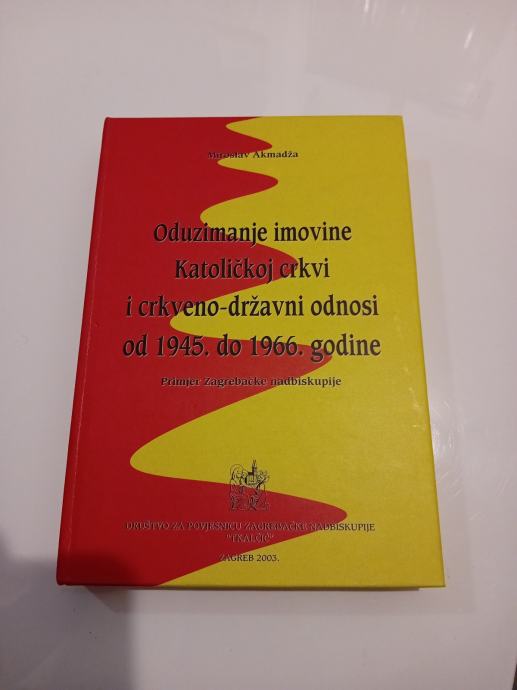 Miroslav Akmadža
Oduzimanje imovine
Katoličkoj crkvi
i crkveno-državni odnosi
od 1945. do 1966. godine
Primjer Zagrebačke nadbiskupije
DRUŠTVO ZA POVJESNICU ZAGREBAČKE NADBISKUPIJE
"TKALČIĆ"
ZAGREB 2003.